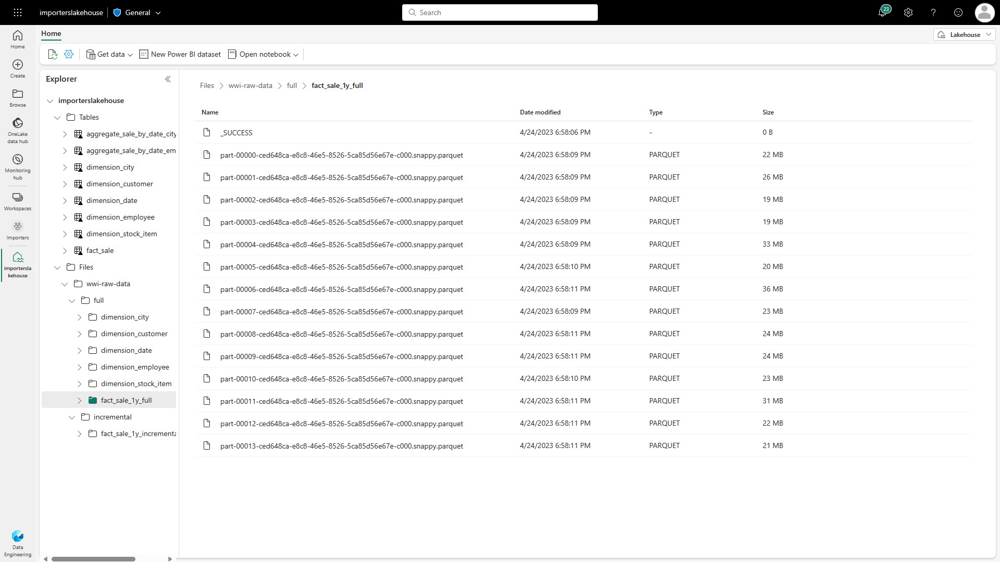 importerslakehouse
General
Search
23
Home
Lakehouse
Get data
New Power BI dataset
Open notebook
Home
Create
Browse
OneLake
data hub
Monitoring
hub
Workspaces
Importers
importersla
kehouse
Data
Engineering
Explorer
importerslakehouse
Tables
aggregate_sale_by_date_city
aggregate_sale_by_date_em
dimension_city
dimension_customer
dimension_date
dimension_employee
dimension_stock_item
fact_sale
Files
wwi-raw-data
full
dimension_city
dimension_customer
dimension_date
dimension_employee
dimension_stock_item
fact_sale_1y_full
incremental
fact_sale_1y_incrementa
Files wwi-raw-data full fact_sale_1y_full
Name Date modified Type Size
_SUCCESS 4/24/2023 6:58:06 PM - 0 B
part-00000-ced648ca-e8c8-46e5-8526-5ca85d56e67e-c000.snappy.parquet 4/24/2023 6:58:09 PM PARQUET 22 MB
part-00001-ced648ca-e8c8-46e5-8526-5ca85d56e67e-c000.snappy.parquet 4/24/2023 6:58:09 PM PARQUET 26 MB
part-00002-ced648ca-e8c8-46e5-8526-5ca85d56e67e-c000.snappy.parquet 4/24/2023 6:58:09 PM PARQUET 19 MB
part-00003-ced648ca-e8c8-46e5-8526-5ca85d56e67e-c000.snappy.parquet 4/24/2023 6:58:09 PM PARQUET 19 MB
part-00004-ced648ca-e8c8-46e5-8526-5ca85d56e67e-c000.snappy.parquet 4/24/2023 6:58:09 PM PARQUET 33 MB
part-00005-ced648ca-e8c8-46e5-8526-5ca85d56e67e-c000.snappy.parquet 4/24/2023 6:58:10 PM PARQUET 20 MB
part-00006-ced648ca-e8c8-46e5-8526-5ca85d56e67e-c000.snappy.parquet 4/24/2023 6:58:11 PM PARQUET 36 MB
part-00007-ced648ca-e8c8-46e5-8526-5ca85d56e67e-c000.snappy.parquet 4/24/2023 6:58:09 PM PARQUET 23 MB
part-00008-ced648ca-e8c8-46e5-8526-5ca85d56e67e-c000.snappy.parquet 4/24/2023 6:58:11 PM PARQUET 24 MB
part-00009-ced648ca-e8c8-46e5-8526-5ca85d56e67e-c000.snappy.parquet 4/24/2023 6:58:11 PM PARQUET 24 MB
part-00010-ced648ca-e8c8-46e5-8526-5ca85d56e67e-c000.snappy.parquet 4/24/2023 6:58:10 PM PARQUET 23 MB
part-00011-ced648ca-e8c8-46e5-8526-5ca85d56e67e-c000.snappy.parquet 4/24/2023 6:58:11 PM PARQUET 31 MB
part-00012-ced648ca-e8c8-46e5-8526-5ca85d56e67e-c000.snappy.parquet 4/24/2023 6:58:11 PM PARQUET 22 MB
part-00013-ced648ca-e8c8-46e5-8526-5ca85d56e67e-c000.snappy.parquet 4/24/2023 6:58:11 PM PARQUET 21 MB